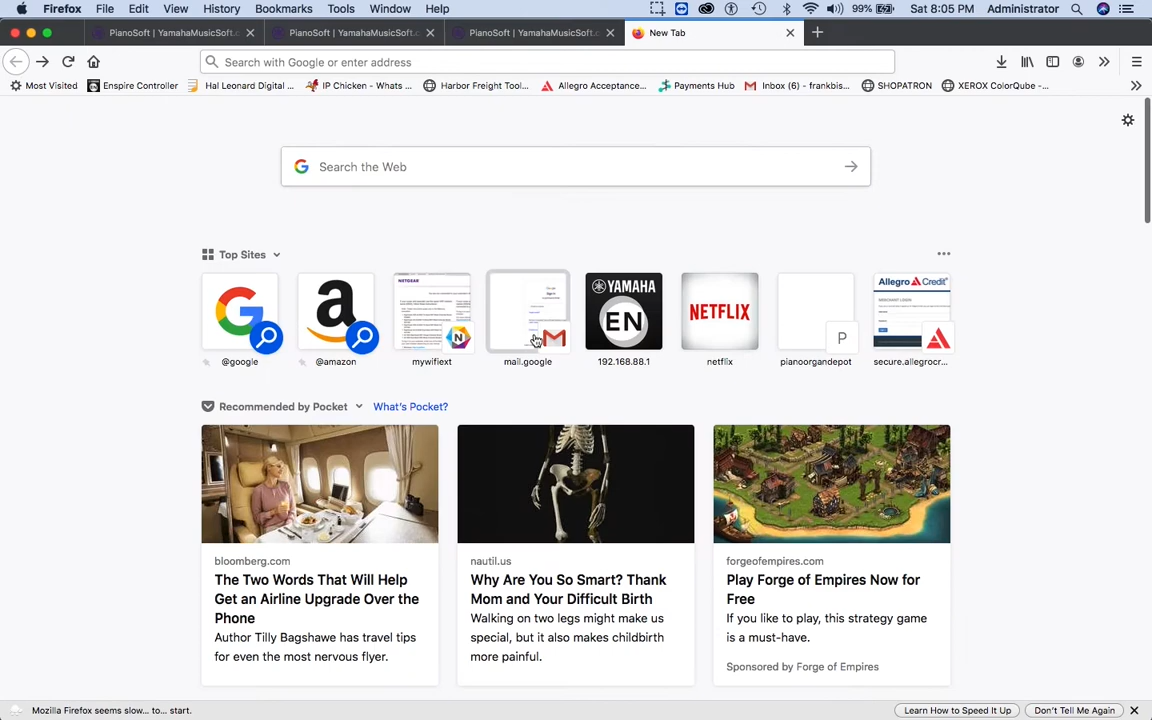 Firefox File Edit View History Bookmarks Tools Window Help 99% Sat 8:05 PM Administrator
PianoSoft | YamahaMusicSoft.c PianoSoft | YamahaMusicSoft.c PianoSoft | YamahaMusicSoft.c New Tab
Search with Google or enter address
Most Visited Enspire Controller Hal Leonard Digital ... IP Chicken - Whats ... Harbor Freight Tool... Allegro Acceptance... Payments Hub Inbox (6) - frankbis... SHOPATRON XEROX ColorQube -...
Search the Web
Top Sites
NETGEAR
YAMAHA
EN
NETFLIX
P
Allegro Credit
MERCHANT LOGIN
@google @amazon mywifiext mail.google 192.168.88.1 netflix pianoorgandepot secure.allegrocr...
Recommended by Pocket What's Pocket?
bloomberg.com
The Two Words That Will Help
Get an Airline Upgrade Over the
Phone
Author Tilly Bagshawe has travel tips
for even the most nervous flyer.
nautil.us
Why Are You So Smart? Thank
Mom and Your Difficult Birth
Walking on two legs might make us
special, but it also makes childbirth
more painful.
forgeofempires.com
Play Forge of Empires Now for
Free
If you like to play, this strategy game
is a must-have.
Sponsored by Forge of Empires
Mozilla Firefox seems slow... to... start. Learn How to Speed It Up Don't Tell Me Again